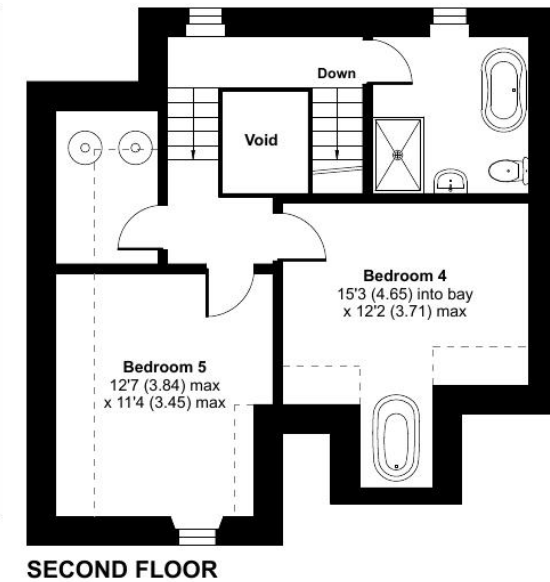 Down
Void
Bedroom 4
15'3 (4.65) into bay
x 12'2 (3.71) max
Bedroom 5
12'7 (3.84) max
x 11'4 (3.45) max
SECOND FLOOR